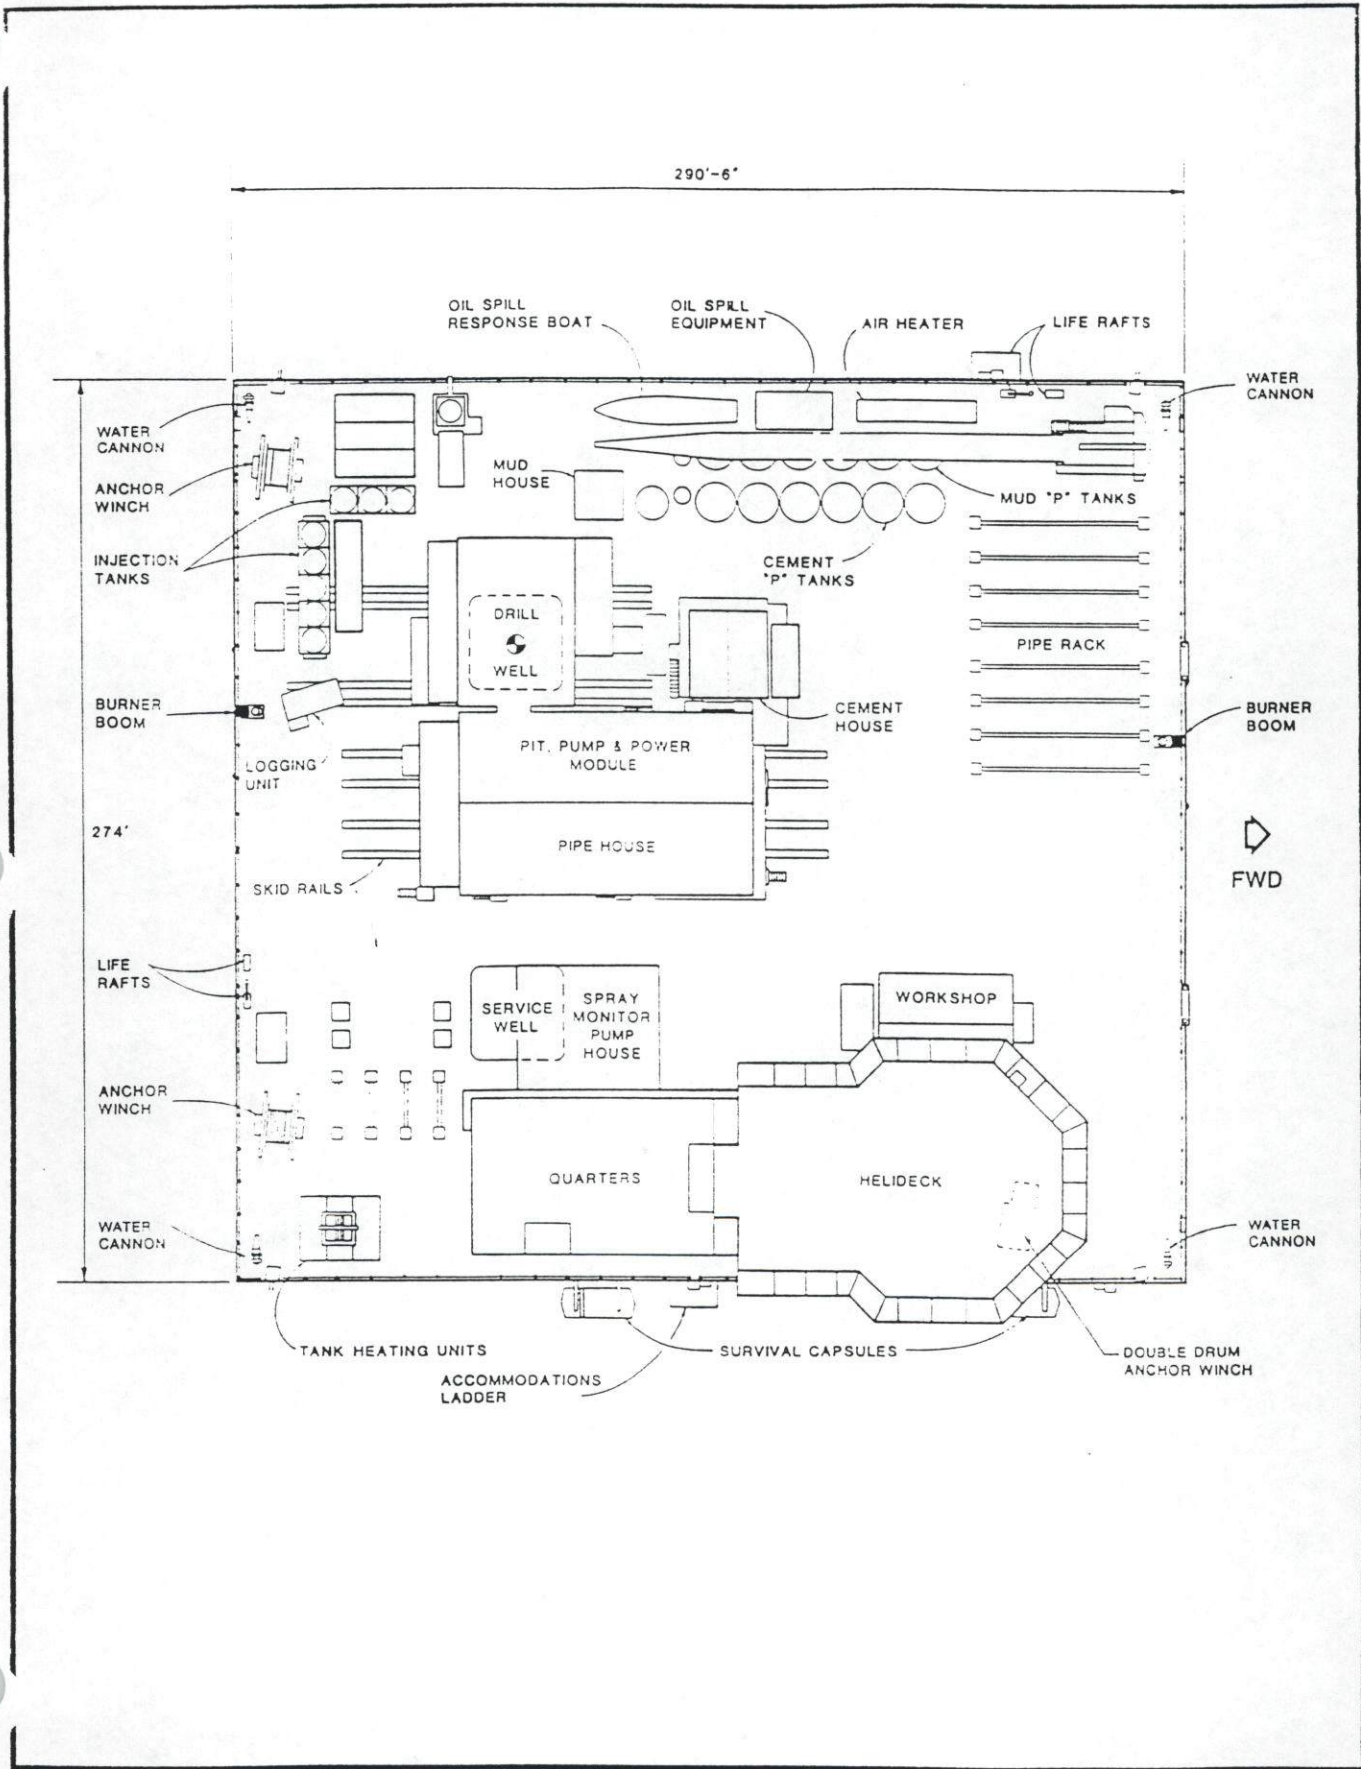 290'-6"
OIL SPILL
RESPONSE BOAT
OIL SPILL
EQUIPMENT
AIR HEATER
LIFE RAFTS
WATER
CANNON
WATER
CANNON
ANCHOR
WINCH
MUD
HOUSE
MUD "P" TANKS
INJECTION
TANKS
CEMENT
"P" TANKS
DRILL
WELL
PIPE RACK
BURNER
BOOM
CEMENT
HOUSE
BURNER
BOOM
LOGGING
UNIT
PIT, PUMP & POWER
MODULE
274'
PIPE HOUSE
SKID RAILS
FWD
LIFE
RAFTS
SERVICE
WELL
SPRAY
MONITOR
PUMP
HOUSE
WORKSHOP
ANCHOR
WINCH
QUARTERS
HELIDECK
WATER
CANNON
WATER
CANNON
TANK HEATING UNITS
SURVIVAL CAPSULES
DOUBLE DRUM
ANCHOR WINCH
ACCOMMODATIONS
LADDER